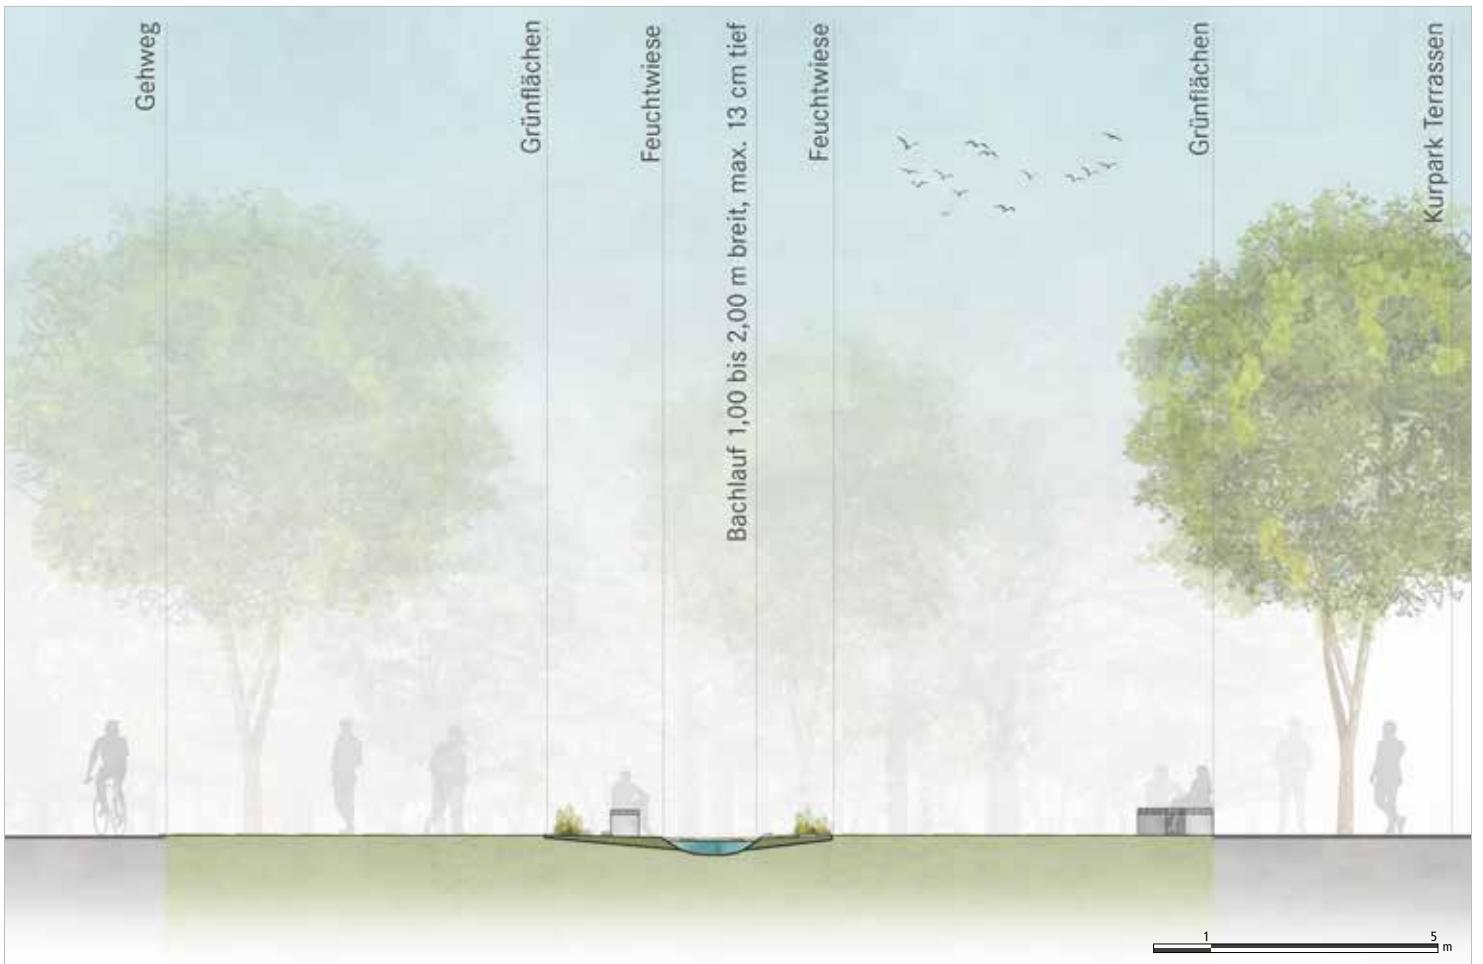 Gehweg
Grünflächen
Feuchtwiese
Bachlauf 1,00 bis 2,00 m breit, max. 13 cm tief
Feuchtwiese
Grünflächen
Kurpark Terrassen
1
5
m